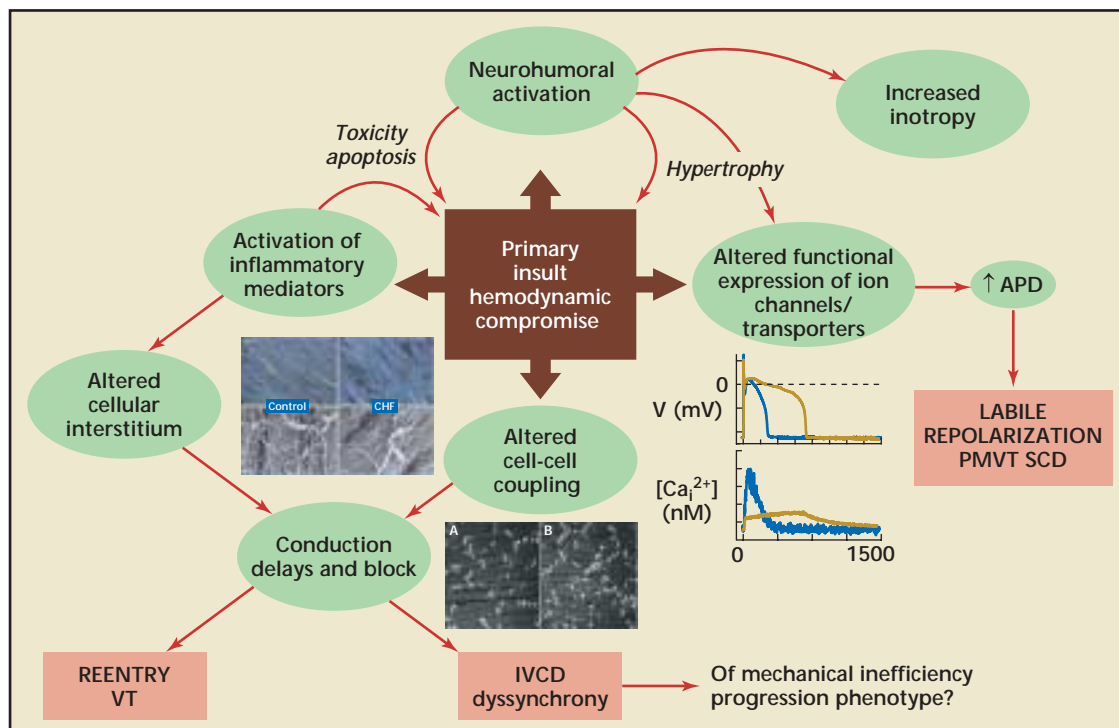 Neurohumoral
activation
Increased
inotropy
Toxicity
apoptosis
Hypertrophy
Activation of
inflammatory
mediators
Primary
insult
hemodynamic
compromise
Altered functional
expression of ion
channels/
transporters
↑ APD
Altered
cellular
interstitium
Control
CHF
Altered
cell-cell
coupling
0
V (mV)
LABILE
REPOLARIZATION
PMVT SCD
[Ca i 2+]
(nM)
0
1500
Conduction
delays and block
A
B
REENTRY
VT
IVCD
dyssynchrony
Of mechanical inefficiency
progression phenotype?